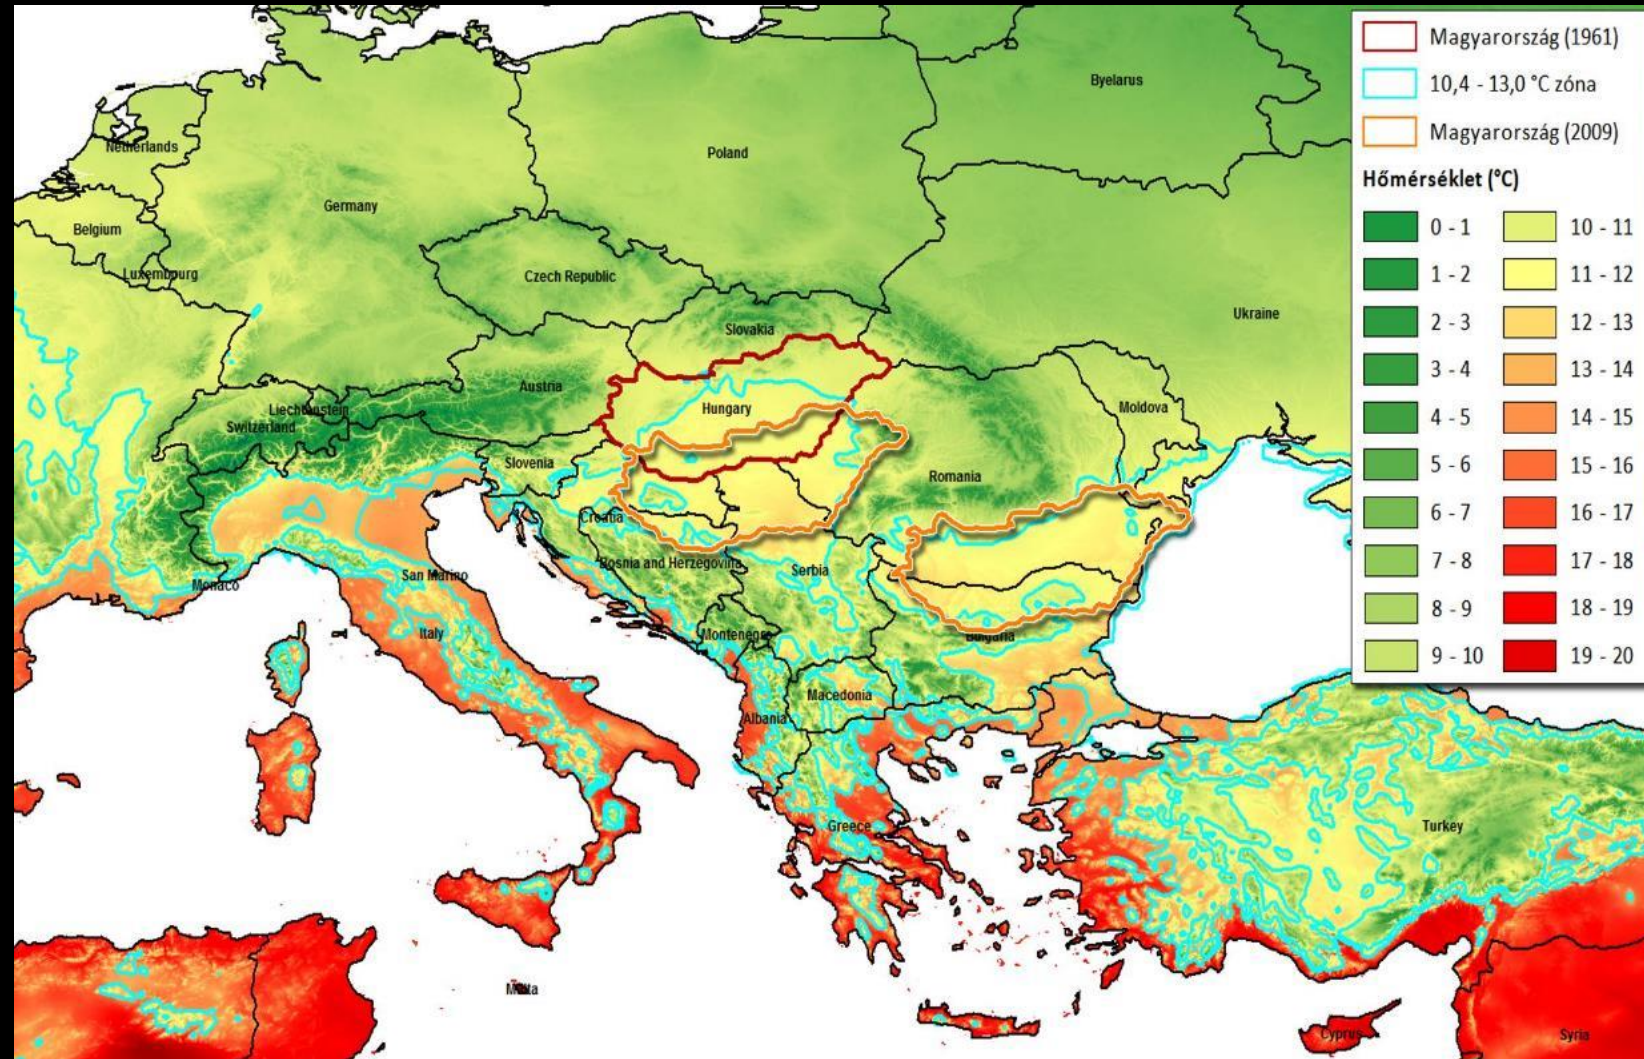 Magyarország (1961)
10,4 - 13,0 °C zóna
Magyarország (2009)
Hőmérséklet (°C)
0 - 1
10 - 11
1 - 2
11 - 12
2 - 3
12 - 13
3 - 4
13 - 14
4 - 5
14 - 15
5 - 6
15 - 16
6 - 7
16 - 17
7 - 8
17 - 18
8 - 9
18 - 19
9 - 10
19 - 20
Byelarus
Netherlands
Poland
Germany
Belgium
Luxembourg
Czech Republic
Ukraine
Slovakia
Austria
Liechtenstein
Switzerland
Hungary
Moldova
Slovenia
Romania
Croatia
Bosnia and Herzegovina
Serbia
San Marino
Monaco
Italy
Montenegro
Bulgaria
Macedonia
Albania
Greece
Turkey
Malta
Cyprus
Syria